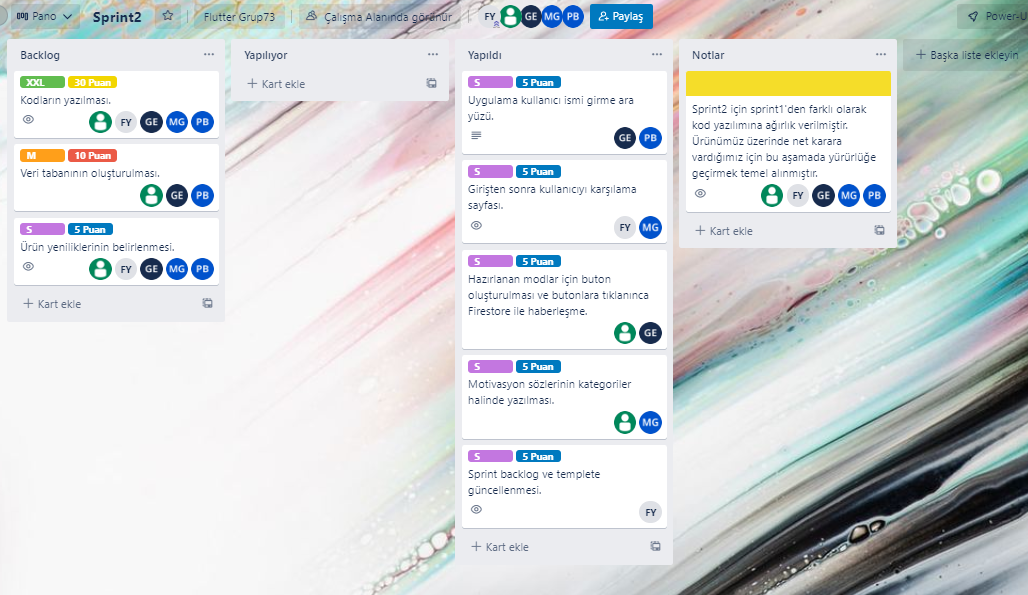 Pano
Sprint2
Flutter Grup73
Çalışma Alanında görünür
FY GE MG PB
Paylaş
Power-U
Backlog
XXL 30 Puan
Kodların yazılması.
FY GE MG PB
M 10 Puan
Veri tabanının oluşturulması.
GE PB
S 5 Puan
Ürün yeniliklerinin belirlenmesi.
FY GE MG PB
Kart ekle
Yapılıyor
Kart ekle
Yapıldı
S 5 Puan
Uygulama kullanıcı ismi girme ara
yüzü.
GE PB
S 5 Puan
Girişten sonra kullanıcıyı karşılama
sayfası.
FY MG
S 5 Puan
Hazırlanan modlar için buton
oluşturulması ve butonlara tıklanınca
Firestore ile haberleşme.
GE
S 5 Puan
Motivasyon sözlerinin kategoriler
halinde yazılması.
MG
S 5 Puan
Sprint backlog ve templete
güncellenmesi.
FY
Kart ekle
Notlar
Sprint2 için sprint1'den farklı olarak
kod yazılımına ağırlık verilmiştir.
Ürünümüz üzerinde net karara
vardığımız için bu aşamada yürürlüğe
geçirmek temel alınmıştır.
FY GE MG PB
Kart ekle
Başka liste ekleyin